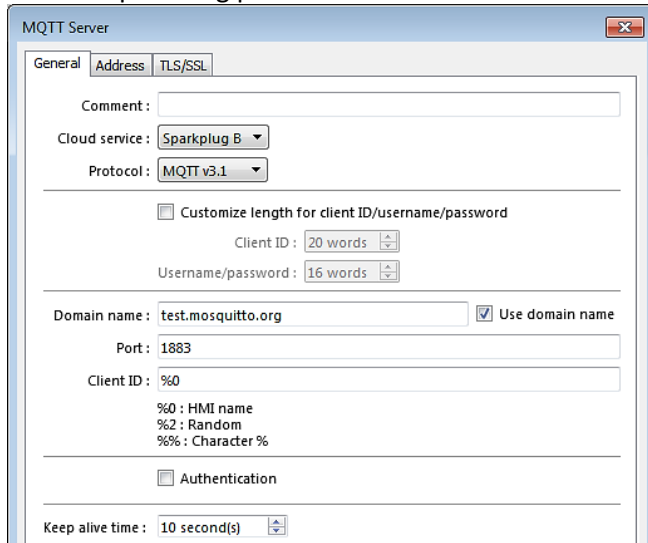 MQTT Server
General Address TLS/SSL
Comment :
Cloud service : Sparkplug B
Protocol : MQTT v3.1
Customize length for client ID/username/password
Client ID : 20 words
Username/password : 16 words
Domain name : test.mosquitto.org Use domain name
Port : 1883
Client ID : %0
%0 : HMI name
%2 : Random
%% : Character %
Authentication
Keep alive time : 10 second(s)